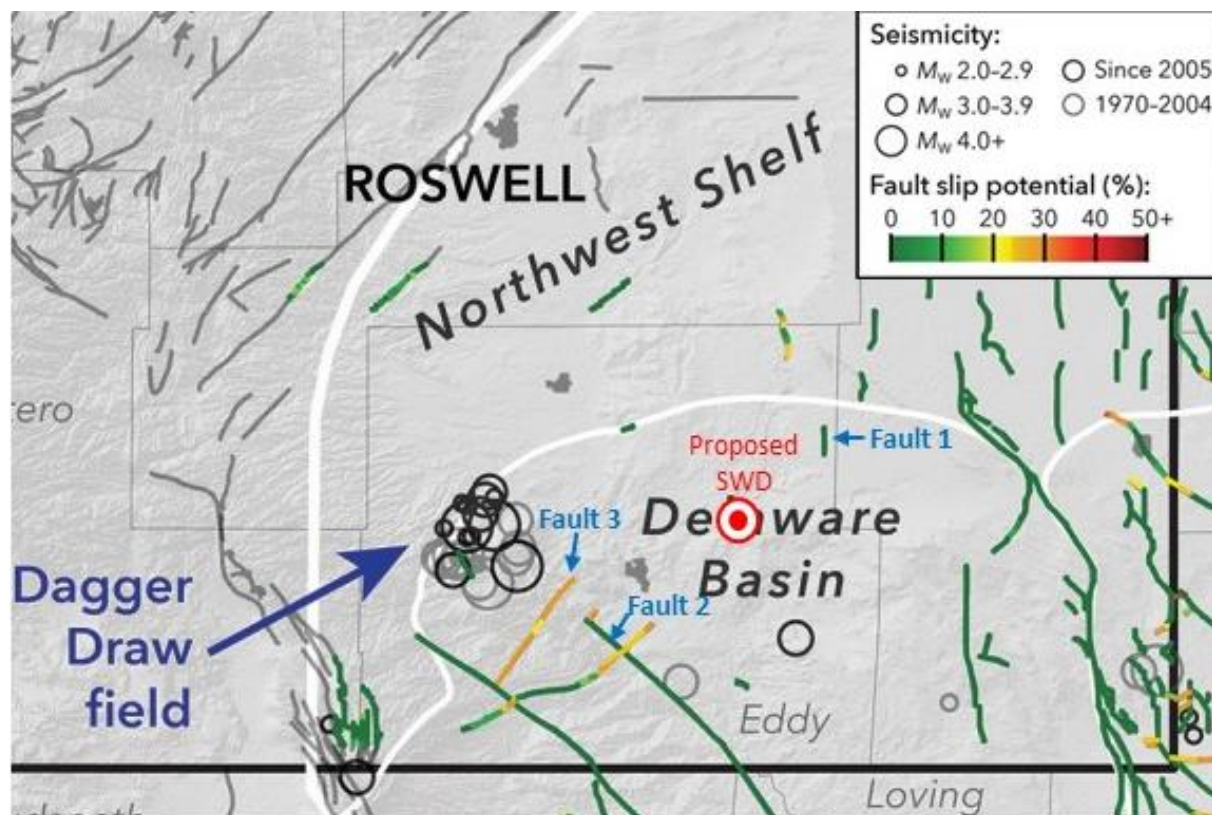 Seismicity:
Mw 2.0-2.9
Since 2005
Mw 3.0-3.9
1970-2004
Mw 4.0+
Fault slip potential (%):
0 10 20 30 40 50+
ROSWELL
Northwest Shelf
ero
Proposed
SWD
Fault 1
Fault 3
Delaware
Basin
Fault 2
Dagger
Draw
field
Eddy
Loving